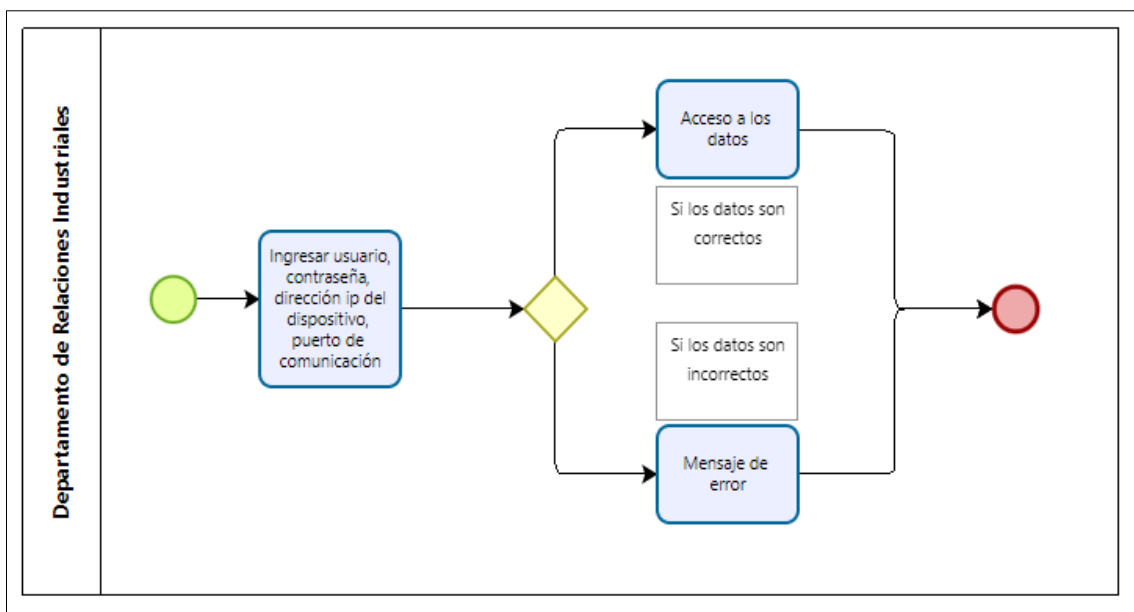 Departamento de Relaciones Industriales
Ingresar usuario,
contraseña,
dirección ip del
dispositivo,
puerto de
comunicación
Acceso a los
datos
Si los datos son
correctos
Si los datos son
incorrectos
Mensaje de
error